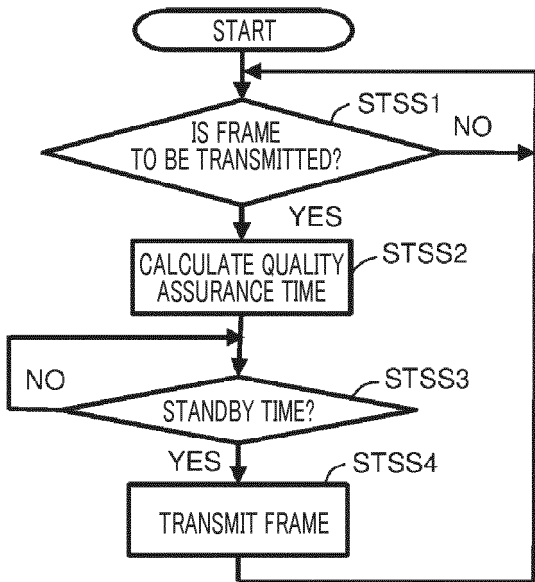 START
STSS1
IS FRAME
TO BE TRANSMITTED?
NO
YES
CALCULATE QUALITY
ASSURANCE TIME
STSS2
NO
STSS3
STANDBY TIME?
YES
STSS4
TRANSMIT FRAME